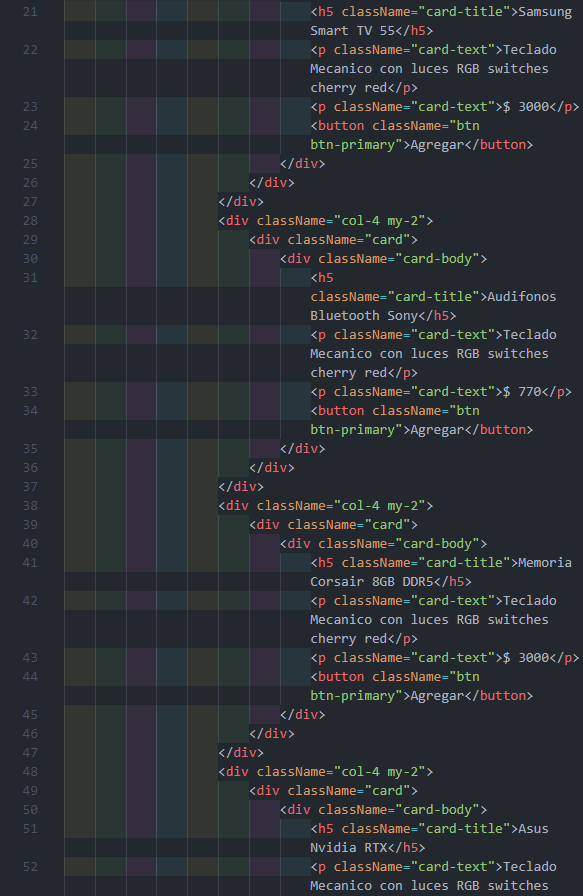 21 <h5 className="card-title">Samsung
Smart TV 55</h5>
22 <p className="card-text">Teclado
Mecanico con luces RGB switches
cherry red</p>
23 <p className="card-text">$ 3000</p>
24 <button className="btn
btn-primary">Agregar</button>
25 </div>
26 </div>
27 </div>
28 <div className="col-4 my-2">
29 <div className="card">
30 <div className="card-body">
31 <h5
className="card-title">Audifonos
Bluetooth Sony</h5>
32 <p className="card-text">Teclado
Mecanico con luces RGB switches
cherry red</p>
33 <p className="card-text">$ 770</p>
34 <button className="btn
btn-primary">Agregar</button>
35 </div>
36 </div>
37 </div>
38 <div className="col-4 my-2">
39 <div className="card">
40 <div className="card-body">
41 <h5 className="card-title">Memoria
Corsair 8GB DDR5</h5>
42 <p className="card-text">Teclado
Mecanico con luces RGB switches
cherry red</p>
43 <p className="card-text">$ 3000</p>
44 <button className="btn
btn-primary">Agregar</button>
45 </div>
46 </div>
47 </div>
48 <div className="col-4 my-2">
49 <div className="card">
50 <div className="card-body">
51 <h5 className="card-title">Asus
Nvidia RTX</h5>
52 <p className="card-text">Teclado
Mecanico con luces RGB switches